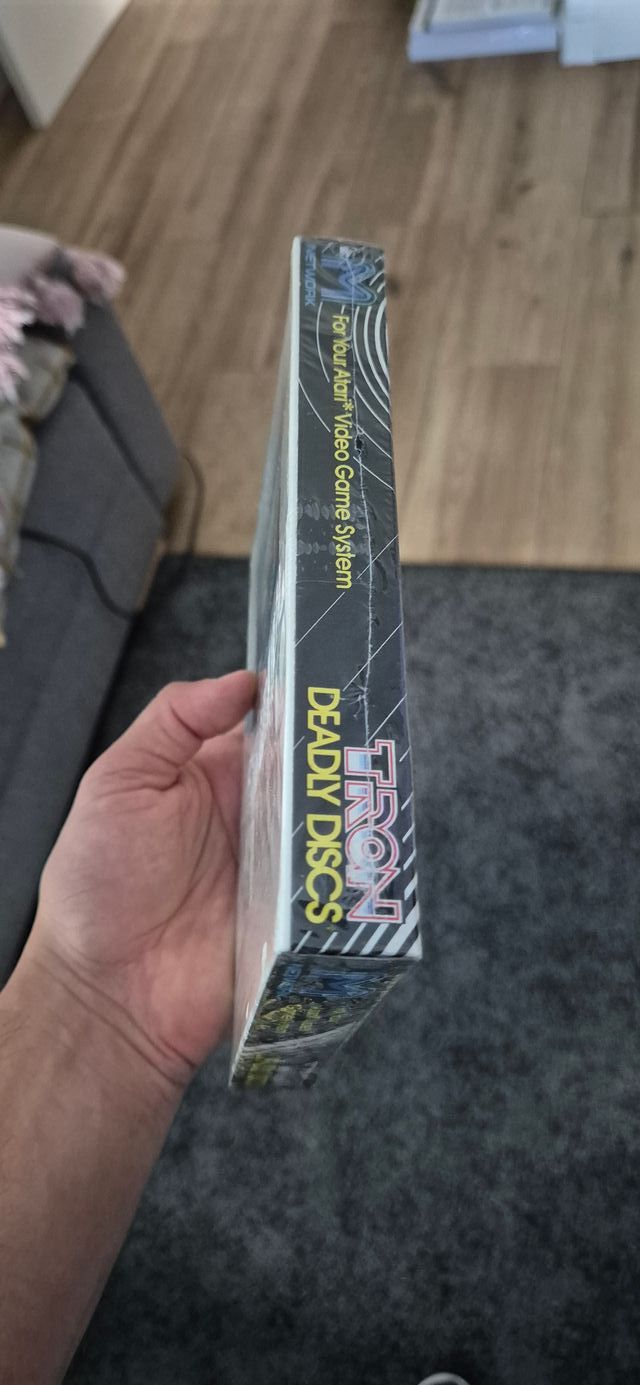 M
NETWORK
For Your Atari* Video Game System
TRON
DEADLY DISCS
M